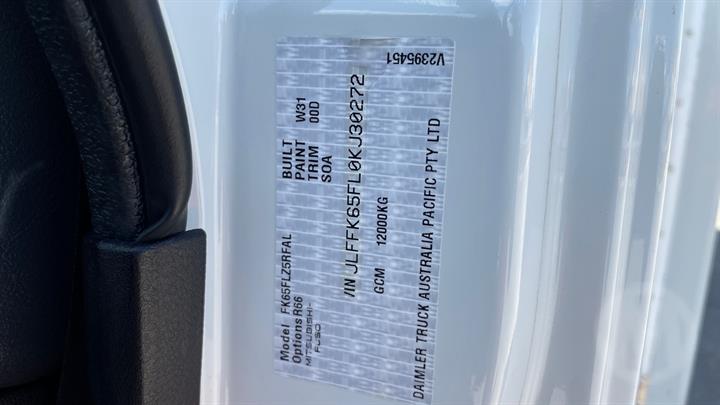 Model FK65FLZ5RFAL
Options R66
MITSUBISHI-
FUSO
BUILT
PAINT W31
TRIM 00D
SOA
VIN JLFFK65FL0KJ30272
GCM 12000KG
DAIMLER TRUCK AUSTRALIA PACIFIC PTY LTD
V2395451